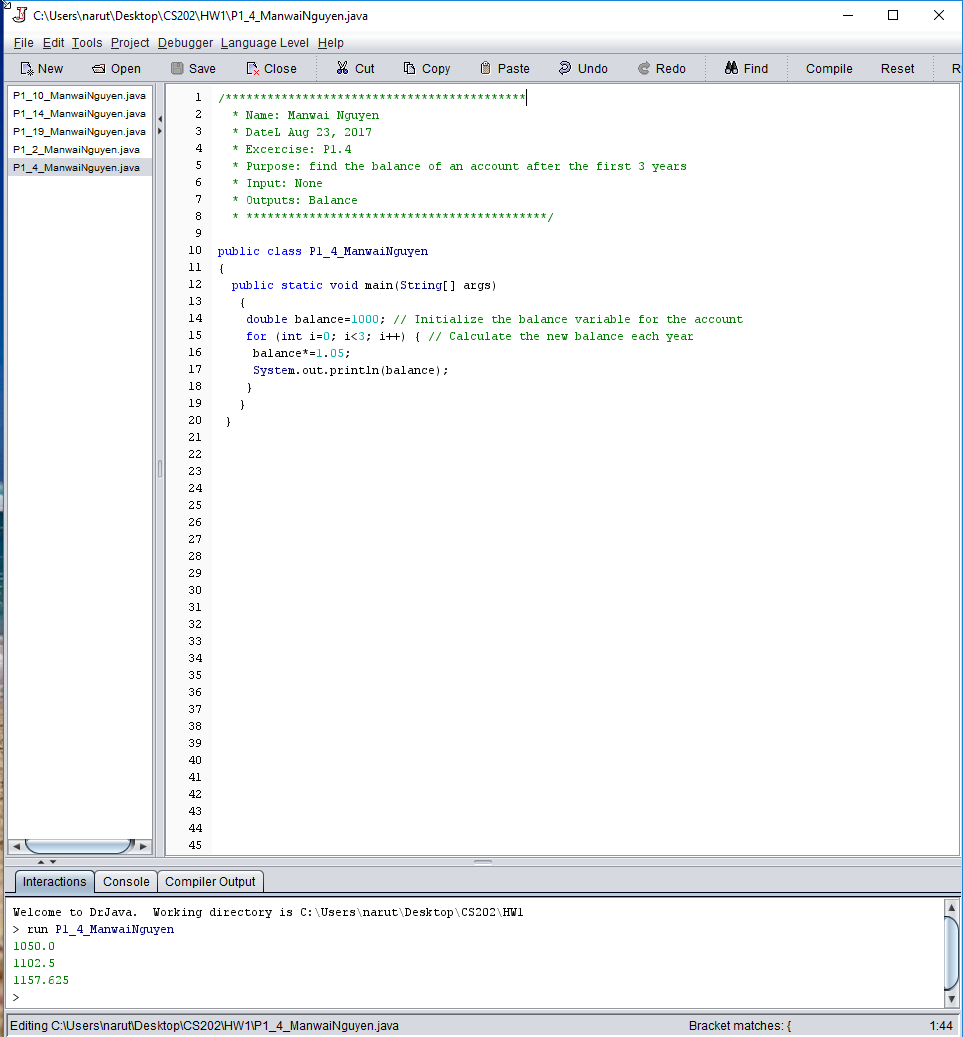 C:\Users\narut\Desktop\CS202\HW1\P1_4_ManwaiNguyen.java
File Edit Tools Project Debugger Language Level Help
New Open Save Close Cut Copy Paste Undo Redo Find Compile Reset R
P1_10_ManwaiNguyen.java
P1_14_ManwaiNguyen.java
P1_19_ManwaiNguyen.java
P1_2_ManwaiNguyen.java
P1_4_ManwaiNguyen.java
1 /*******************************************
2 * Name: Manwai Nguyen
3 * DateL Aug 23, 2017
4 * Excercise: P1.4
5 * Purpose: find the balance of an account after the first 3 years
6 * Input: None
7 * Outputs: Balance
8 * *******************************************/
9
10 public class P1_4_ManwaiNguyen
11 {
12 public static void main(String[] args)
13 {
14 double balance=1000; // Initialize the balance variable for the account
15 for (int i=0; i<3; i++) { // Calculate the new balance each year
16 balance*=1.05;
17 System.out.println(balance);
18 }
19 }
20 }
21
22
23
24
25
26
27
28
29
30
31
32
33
34
35
36
37
38
39
40
41
42
43
44
45
Interactions Console Compiler Output
Welcome to DrJava. Working directory is C:\Users\narut\Desktop\CS202\HW1
> run P1_4_ManwaiNguyen
1050.0
1102.5
1157.625
>
Editing C:\Users\narut\Desktop\CS202\HW1\P1_4_ManwaiNguyen.java Bracket matches: { 1:44